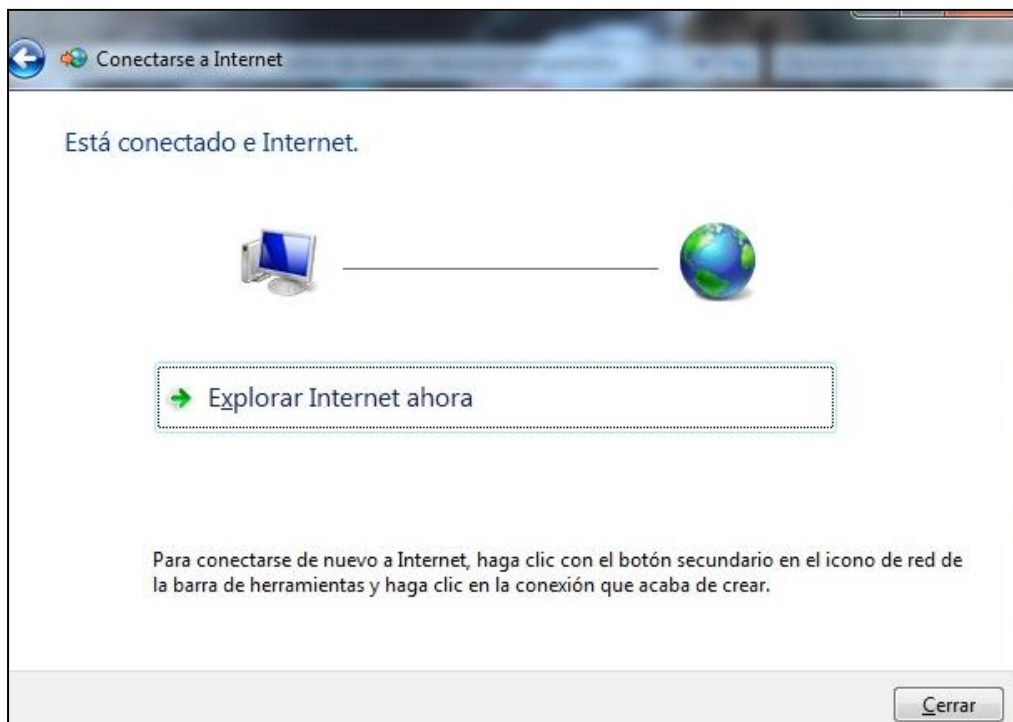 Conectarse a Internet
Está conectado e Internet.
Explorar Internet ahora
Para conectarse de nuevo a Internet, haga clic con el botón secundario en el icono de red de
la barra de herramientas y haga clic en la conexión que acaba de crear.
Cerrar